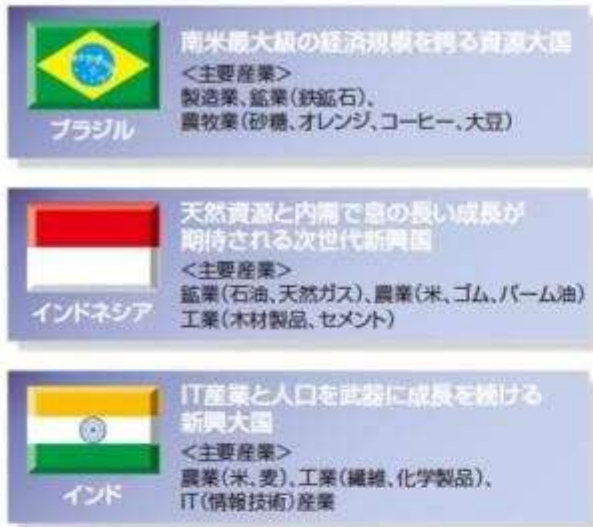 南米最大級の経済規模を誇る資源大国
<主要産業>
製造業、鉱業(鉄鉱石)、
農牧業(砂糖、オレンジ、コーヒー、大豆)
ブラジル
天然資源と内需で息の長い成長が
期待される次世代新興国
<主要産業>
鉱業(石油、天然ガス)、農業(米、ゴム、パーム油)
工業(木材製品、セメント)
インドネシア
IT産業と人口を武器に成長を続ける
新興大国
<主要産業>
農業(米、麦)、工業(繊維、化学製品)、
IT(情報技術)産業
インド